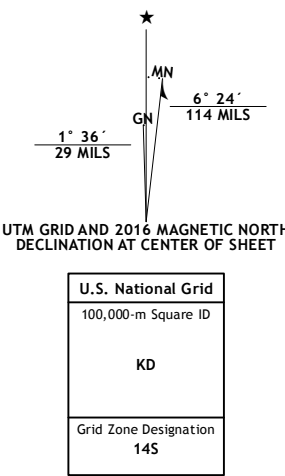 MN
6° 24´
GN
114 MILS
1° 36´
29 MILS
UTM GRID AND 2016 MAGNETIC NORTH
DECLINATION AT CENTER OF SHEET
U.S. National Grid
100,000-m Square ID
KD
Grid Zone Designation
14S